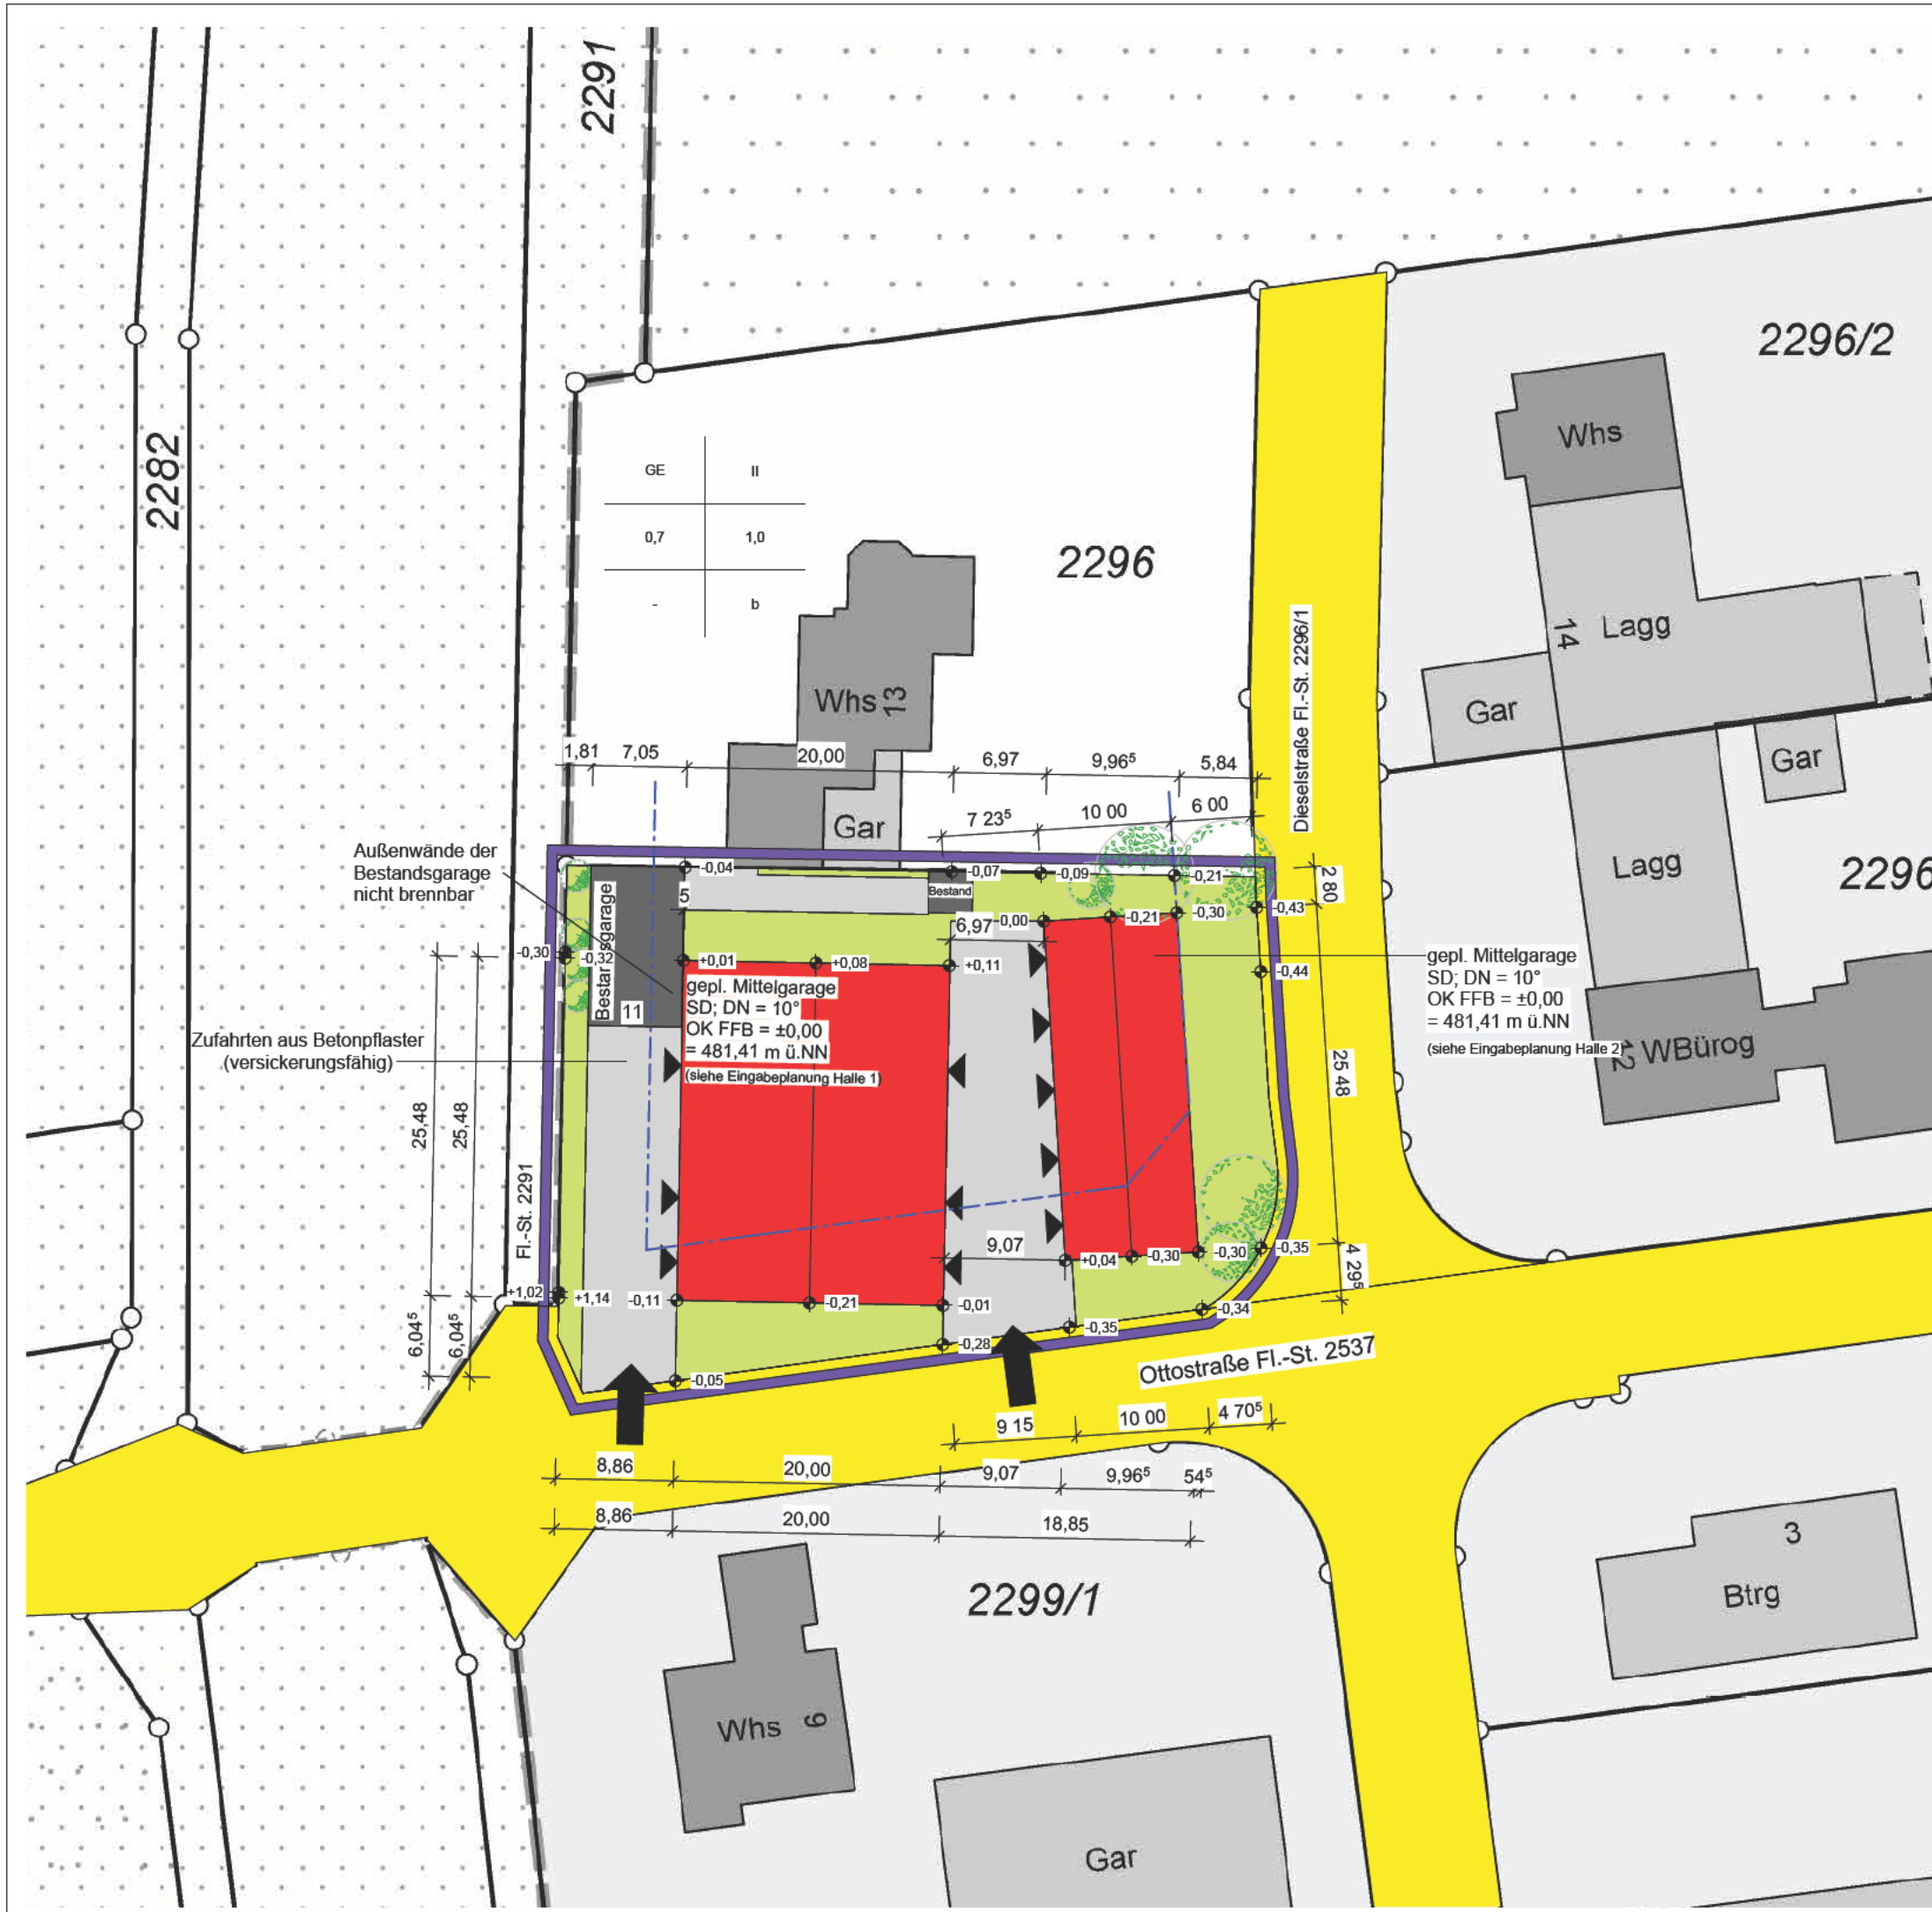 2291
2282
2296/2
Whs
GE
II
0,7
1,0
-
b
2296
14
Lagg
Gar
Gar
Whs
13
Dieselstraße Fl.-St. 2296/1
1,81
7,05
20,00
6,97
9,96⁵
5,84
7 23⁵
10 00
6 00
Gar
Lagg
2296
Außenwände der
Bestandsgarage
nicht brennbar
-0,04
-0,07
-0,09
-0,21
2 80
Bestand
5
Bestandsgarage
11
6,97
0,00
-0,21
-0,30
-0,43
-0,30
-0,32
+0,01
+0,08
+0,11
-0,44
gepl. Mittelgarage
SD; DN = 10°
OK FFB = ±0,00
= 481,41 m ü.NN
(siehe Eingabeplanung Halle 1)
gepl. Mittelgarage
SD; DN = 10°
OK FFB = ±0,00
= 481,41 m ü.NN
(siehe Eingabeplanung Halle 2)
12
WBürog
Zufahrten aus Betonpflaster
(versickerungsfähig)
25,48
25,48
25 48
Fl.-St. 2291
9,07
+0,04
-0,30
-0,30
-0,35
4 29⁵
+1,02
+1,14
-0,11
-0,21
-0,01
-0,34
6,04⁵
6,04⁵
-0,28
-0,35
-0,05
Ottostraße Fl.-St. 2537
9 15
10 00
4 70⁵
8,86
20,00
9,07
9,96⁵
54⁵
8,86
20,00
18,85
2299/1
3
Btrg
Whs
9
Gar